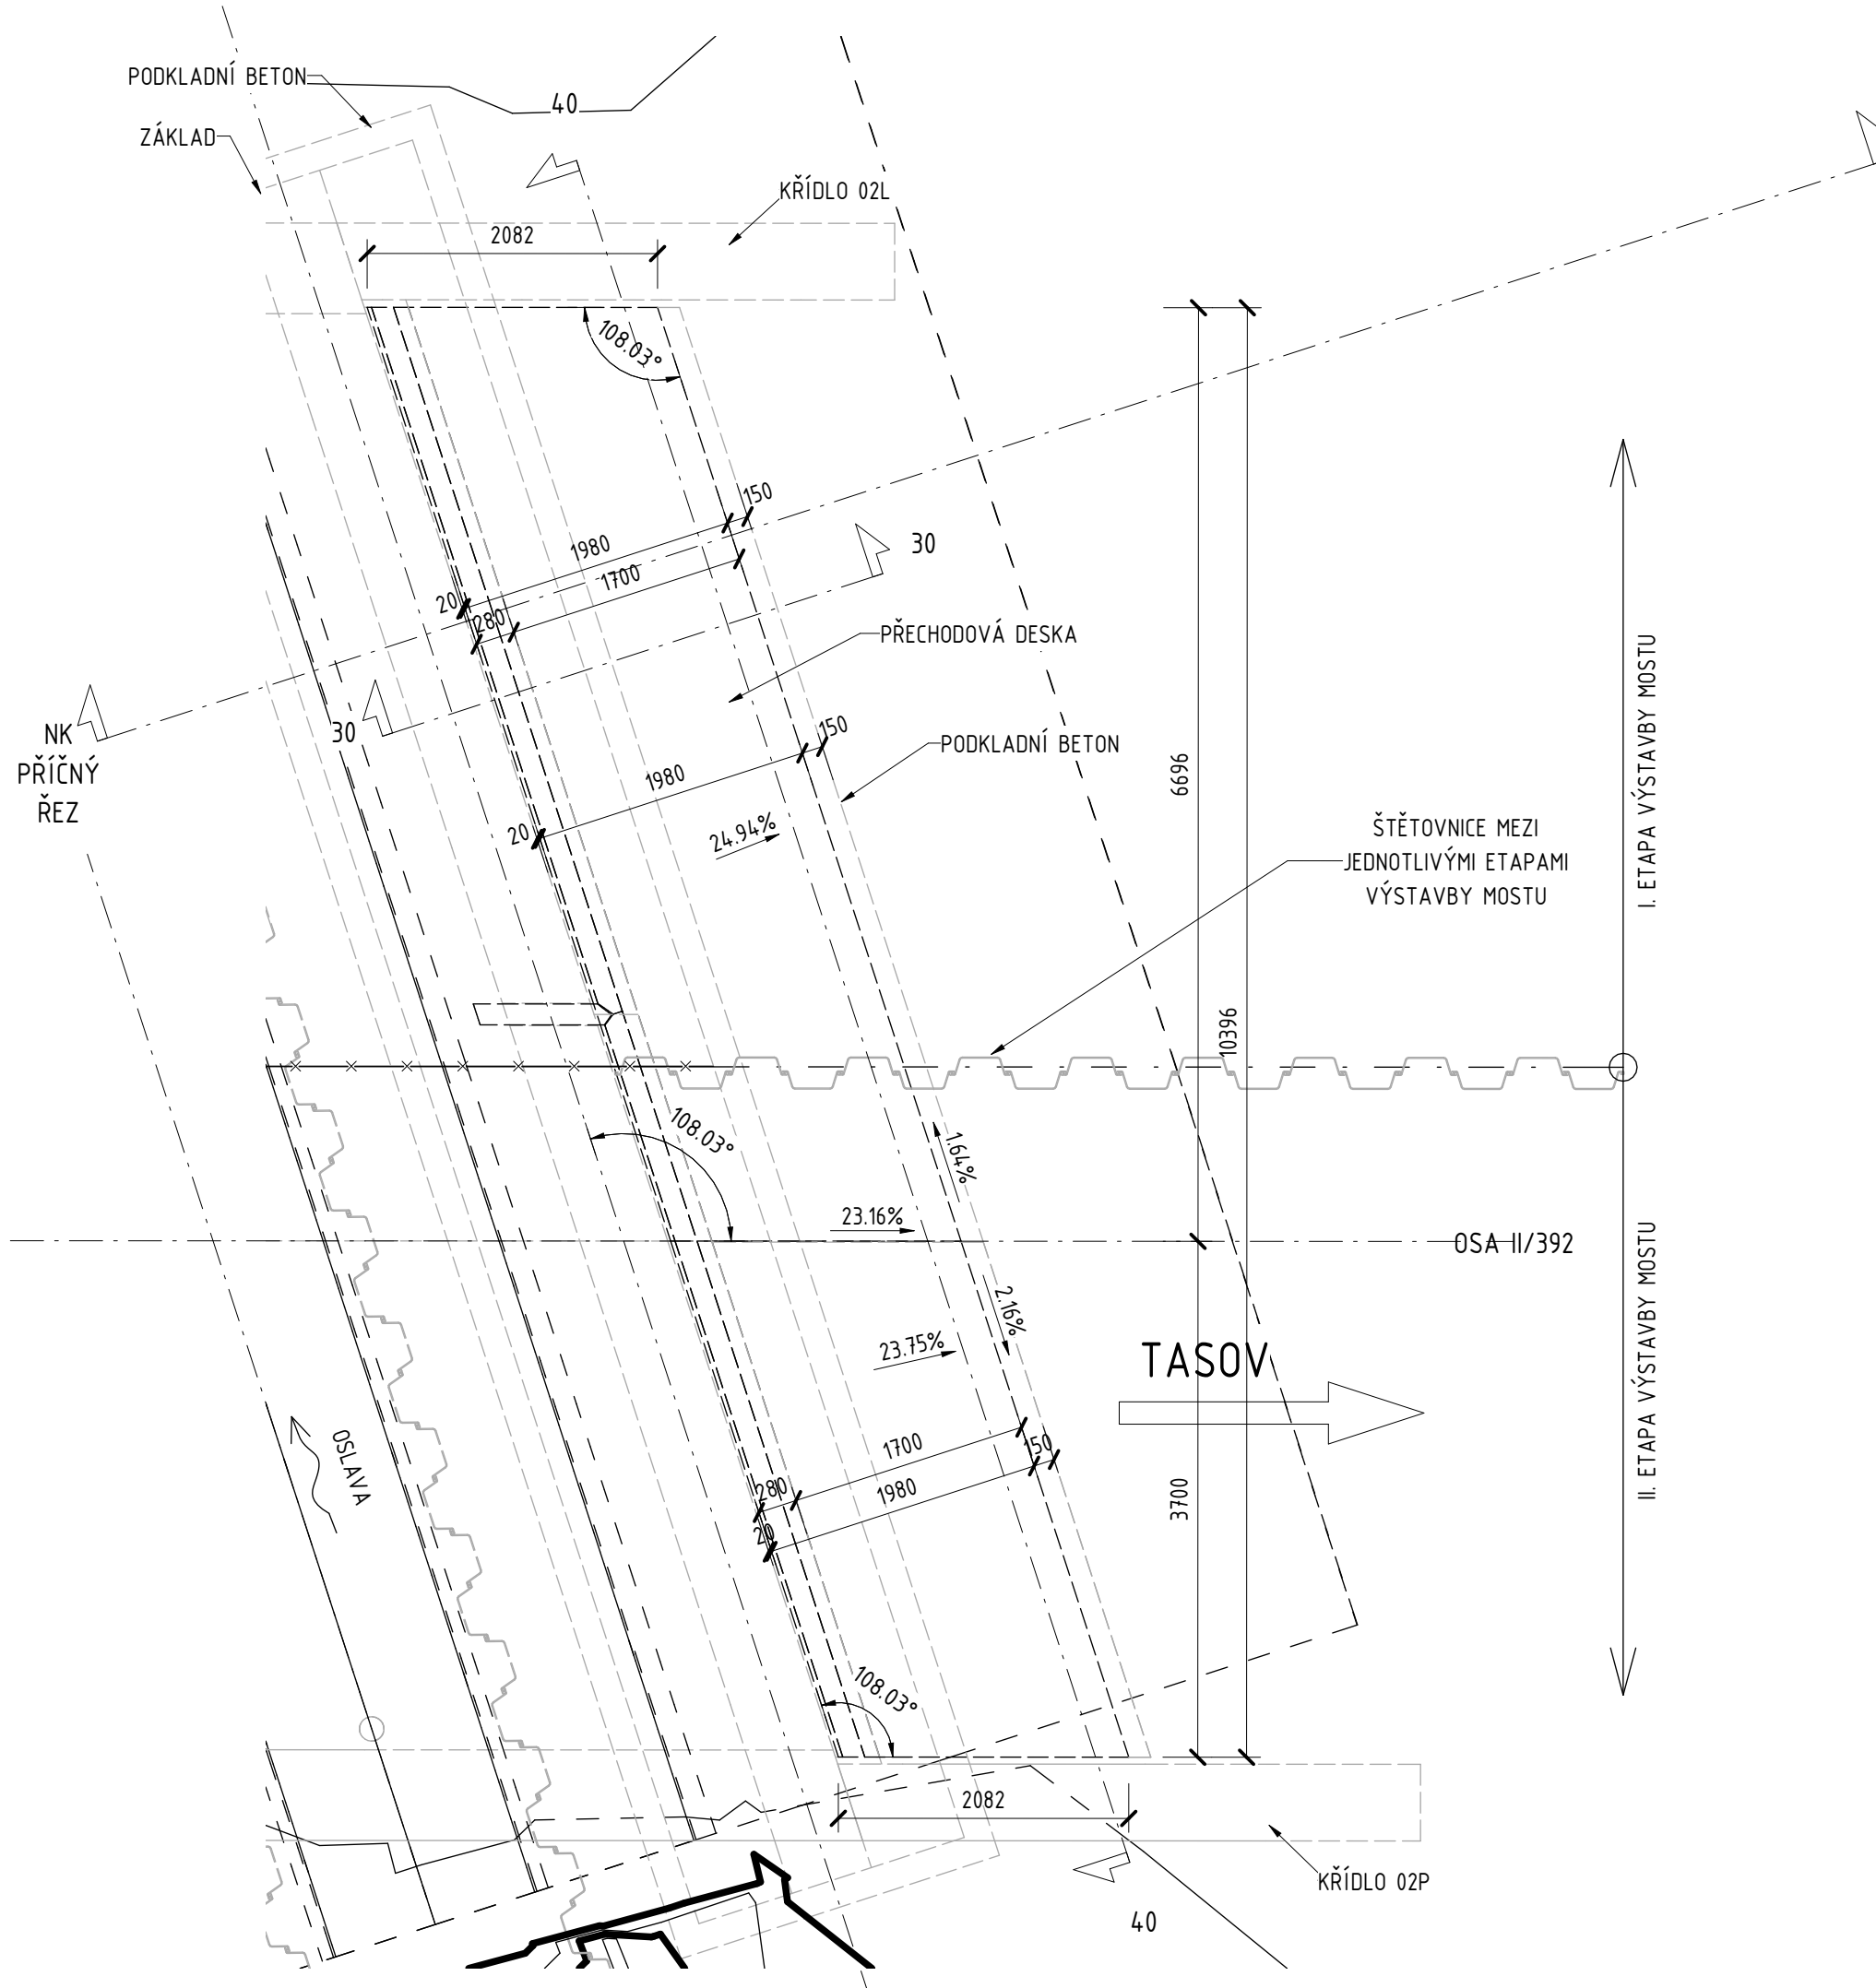 PODKLADNÍ BETON
40
ZÁKLAD
KŘÍDLO 02L
2082
108.03°
150
1980
30
1700
20
280
PŘECHODOVÁ DESKA
I. ETAPA VÝSTAVBY MOSTU
30
NK
PŘÍČNÝ
ŘEZ
150
PODKLADNÍ BETON
1980
6696
20
24.94%
ŠTĚTOVNICE MEZI
JEDNOTLIVÝMI ETAPAMI
VÝSTAVBY MOSTU
10396
108.03°
1.64%
23.16%
OSA II/392
II. ETAPA VÝSTAVBY MOSTU
2.16%
23.75%
TASOV
OSLAVA
1700
150
280
1980
3700
20
108.03°
2082
KŘÍDLO 02P
40